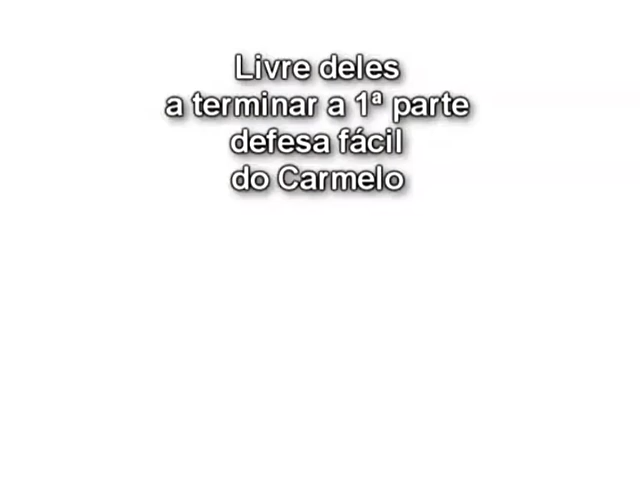 Livre deles
a terminar a 1ª parte
defesa fácil
do Carmelo